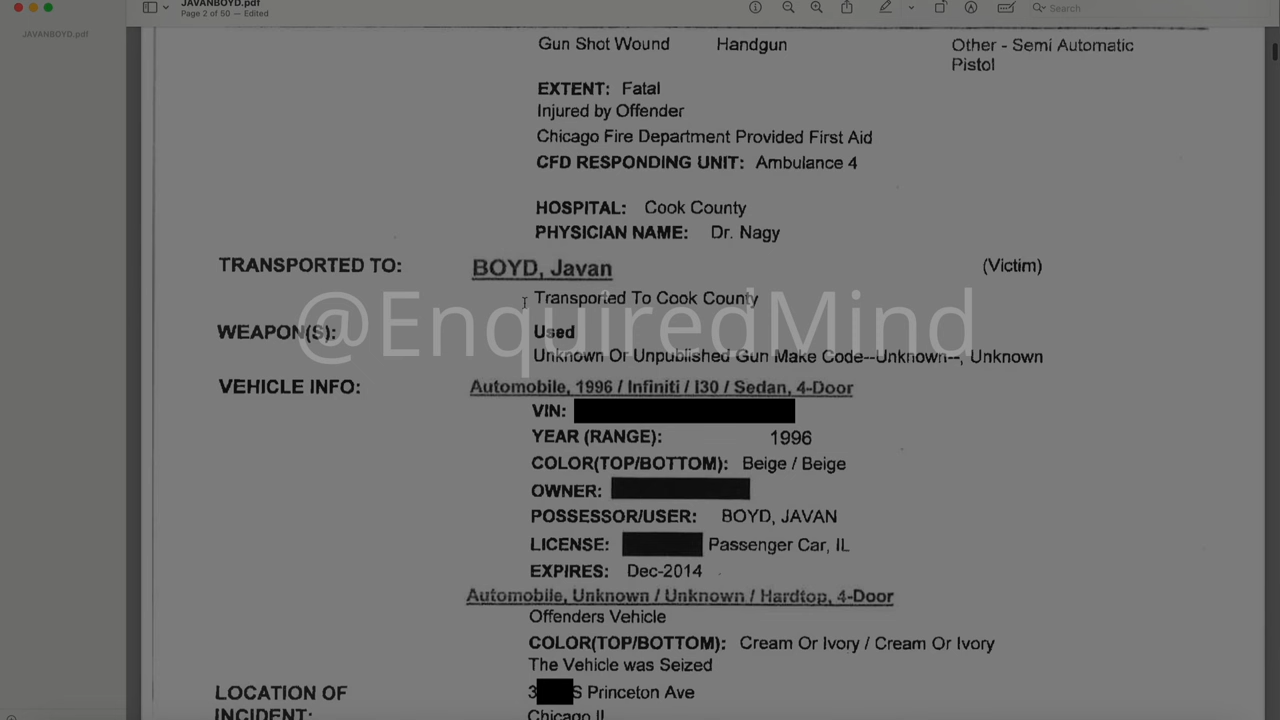 JAVANBOYD.pdf
Page 2 of 50 — Edited
Search
JAVANBOYD.pdf
Gun Shot Wound Handgun Other - Semi Automatic
Pistol
EXTENT: Fatal
Injured by Offender
Chicago Fire Department Provided First Aid
CFD RESPONDING UNIT: Ambulance 4
HOSPITAL: Cook County
PHYSICIAN NAME: Dr. Nagy
TRANSPORTED TO: BOYD, Javan (Victim)
Transported To Cook County
@EnquiredMind
WEAPON(S): Used
Unknown Or Unpublished Gun Make Code--Unknown--, Unknown
VEHICLE INFO: Automobile, 1996 / Infiniti / I30 / Sedan, 4-Door
VIN:
YEAR (RANGE): 1996
COLOR(TOP/BOTTOM): Beige / Beige
OWNER:
POSSESSOR/USER: BOYD, JAVAN
LICENSE: Passenger Car, IL
EXPIRES: Dec-2014
Automobile, Unknown / Unknown / Hardtop, 4-Door
Offenders Vehicle
COLOR(TOP/BOTTOM): Cream Or Ivory / Cream Or Ivory
The Vehicle was Seized
LOCATION OF 3 S Princeton Ave
INCIDENT: Chicago IL